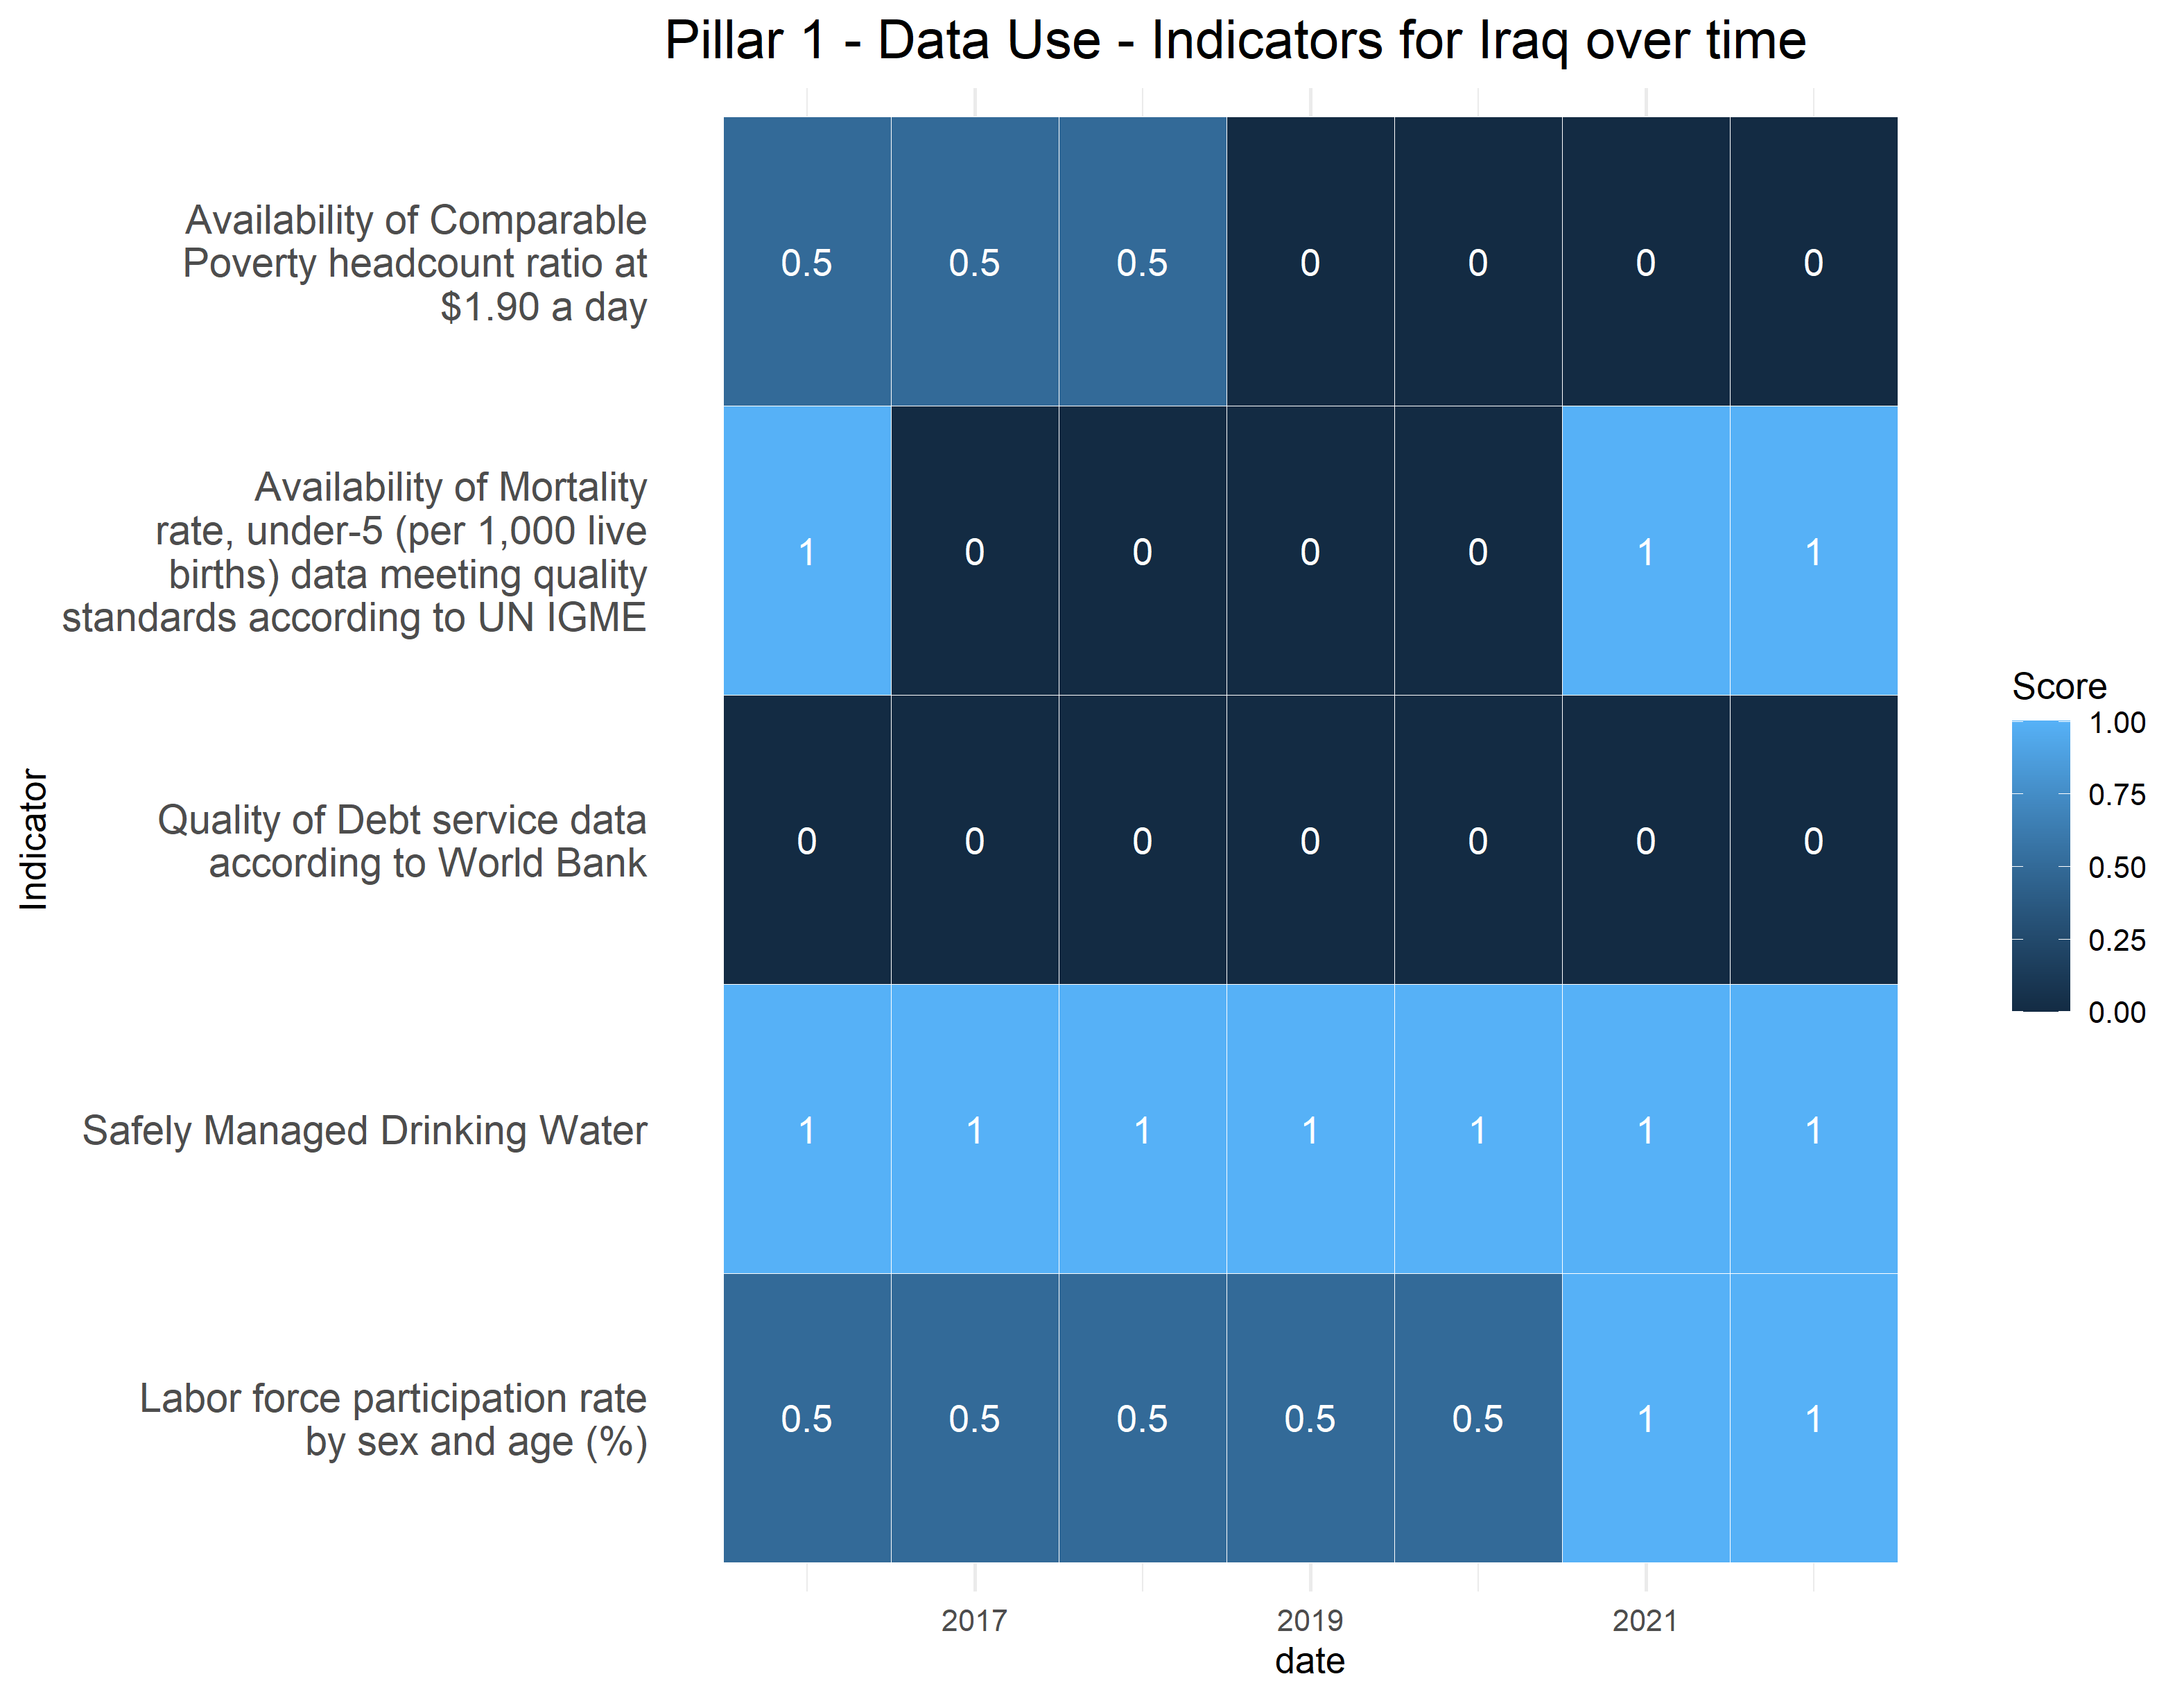 Pillar 1 - Data Use - Indicators for Iraq over time
Availability of Comparable
Poverty headcount ratio at
$1.90 a day
0.5 0.5 0.5 0 0 0 0
Availability of Mortality
rate, under-5 (per 1,000 live
births) data meeting quality
standards according to UN IGME
1 0 0 0 0 1 1
Quality of Debt service data
according to World Bank
0 0 0 0 0 0 0
Safely Managed Drinking Water
1 1 1 1 1 1 1
Labor force participation rate
by sex and age (%)
0.5 0.5 0.5 0.5 0.5 1 1
Indicator
2017 2019 2021
date
Score
1.00
0.75
0.50
0.25
0.00